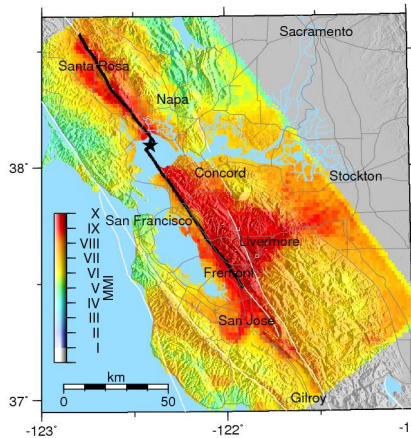 Sacramento
Santa Rosa
Napa
38˚
Concord
Stockton
San Francisco
X
IX
VIII
VII
VI
V
IV
III
II
I
MMI
Livermore
Fremont
San Jose
km
0
50
37˚
Gilroy
-123˚
-122˚
-1